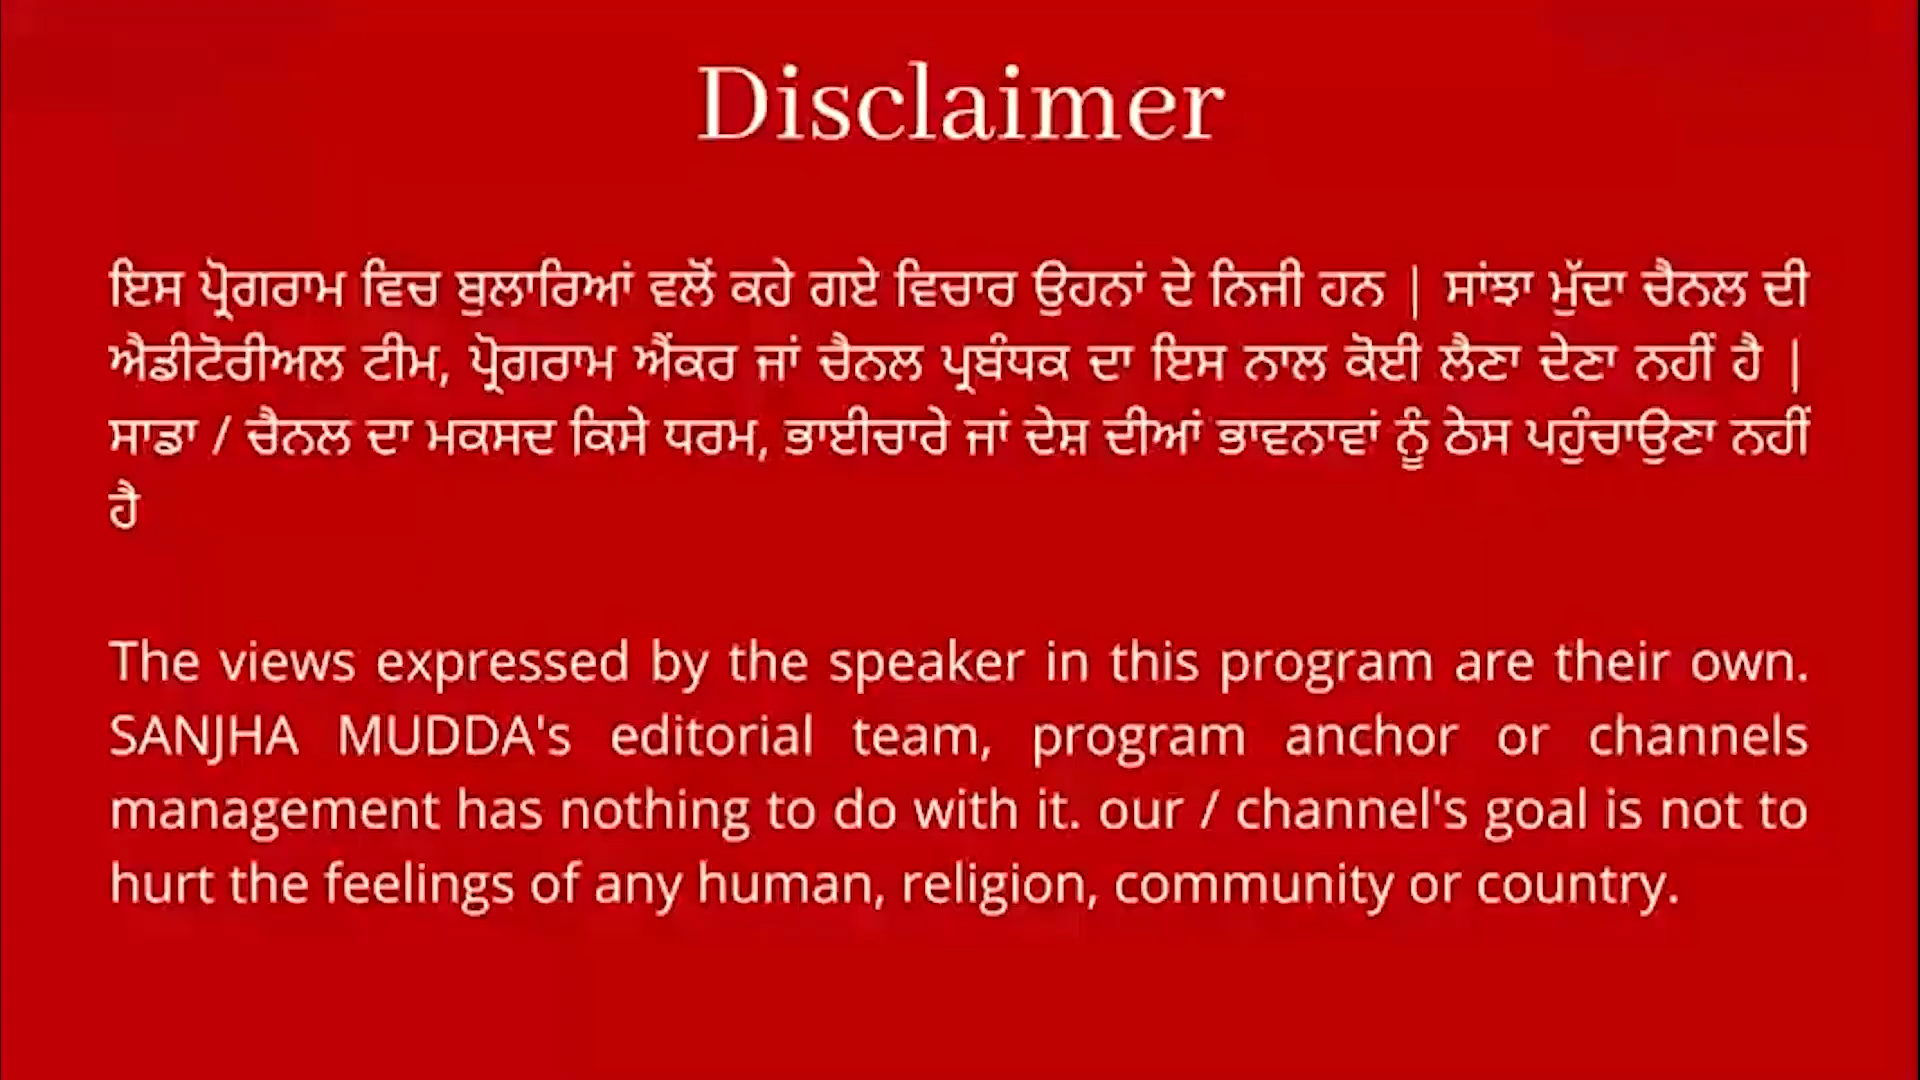 Disclaimer
ਇਸ ਪ੍ਰੋਗਰਾਮ ਵਿਚ ਬੁਲਾਰਿਆਂ ਵਲੋਂ ਕਹੇ ਗਏ ਵਿਚਾਰ ਉਹਨਾਂ ਦੇ ਨਿਜੀ ਹਨ | ਸਾਂਝਾ ਮੁੱਦਾ ਚੈਨਲ ਦੀ
ਐਡੀਟੋਰੀਅਲ ਟੀਮ, ਪ੍ਰੋਗਰਾਮ ਐਂਕਰ ਜਾਂ ਚੈਨਲ ਪ੍ਰਬੰਧਕ ਦਾ ਇਸ ਨਾਲ ਕੋਈ ਲੈਣਾ ਦੇਣਾ ਨਹੀਂ ਹੈ |
ਸਾਡਾ / ਚੈਨਲ ਦਾ ਮਕਸਦ ਕਿਸੇ ਧਰਮ, ਭਾਈਚਾਰੇ ਜਾਂ ਦੇਸ਼ ਦੀਆਂ ਭਾਵਨਾਵਾਂ ਨੂੰ ਠੇਸ ਪਹੁੰਚਾਉਣਾ ਨਹੀਂ
ਹੈ
The views expressed by the speaker in this program are their own.
SANJHA MUDDA's editorial team, program anchor or channels
management has nothing to do with it. our / channel's goal is not to
hurt the feelings of any human, religion, community or country.